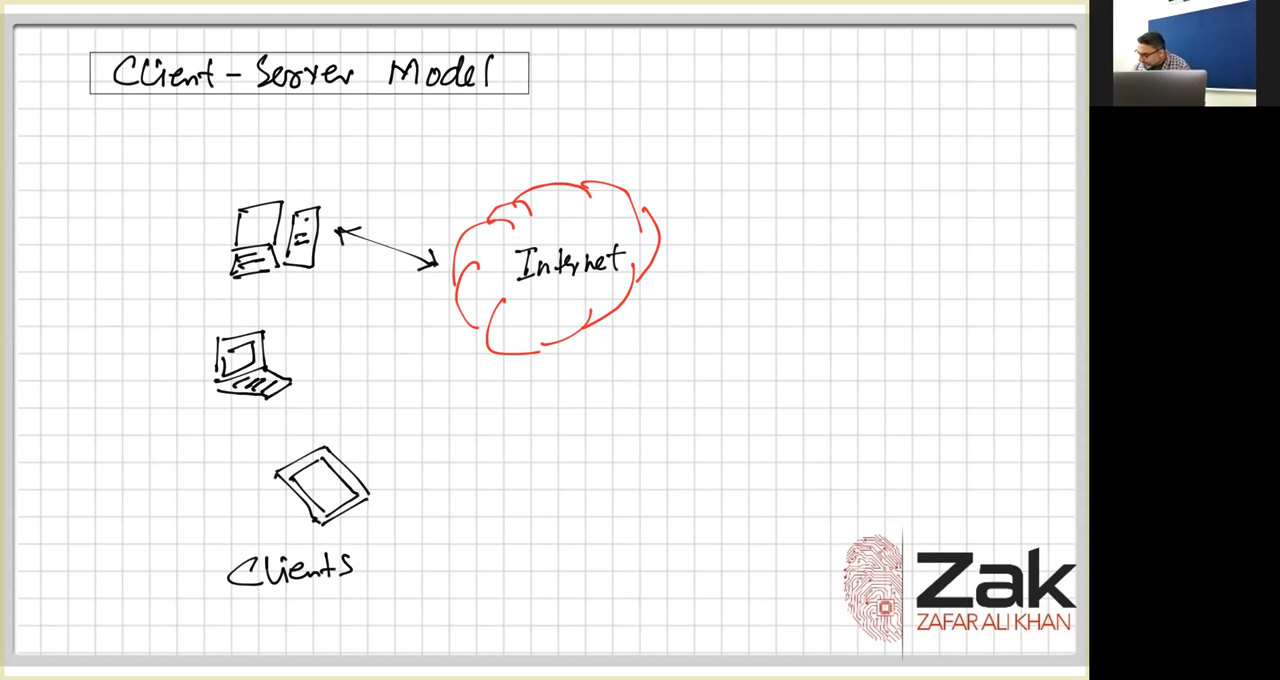 Client-Server Model
Internet
Clients
Zak
ZAFAR ALI KHAN